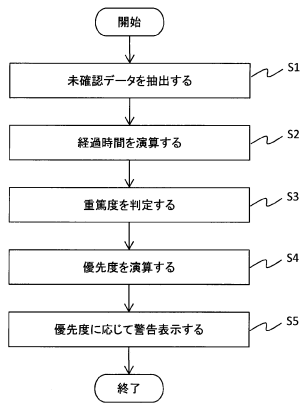 開始
未確認データを抽出する
S1
経過時間を演算する
S2
重篤度を判定する
S3
優先度を演算する
S4
優先度に応じて警告表示する
S5
終了